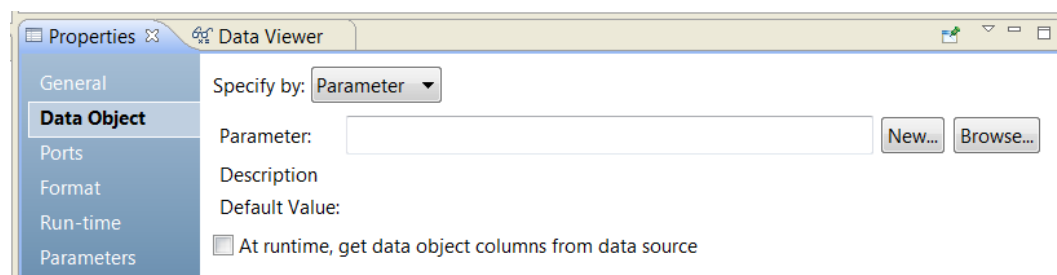 Properties Data Viewer
General
Data Object
Ports
Format
Run-time
Parameters
Specify by: Parameter
Parameter: New... Browse...
Description
Default Value:
At runtime, get data object columns from data source